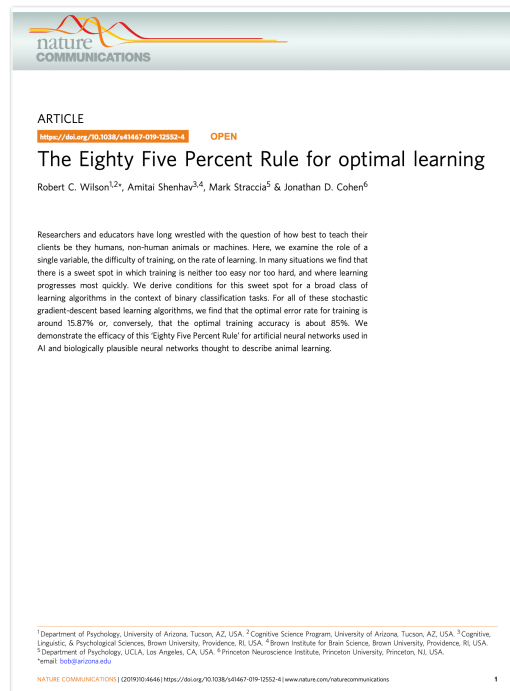 nature
COMMUNICATIONS
ARTICLE
https://doi.org/10.1038/s41467-019-12552-4
OPEN
The Eighty Five Percent Rule for optimal learning
Robert C. Wilson1,2*, Amitai Shenhav3,4, Mark Straccia5 & Jonathan D. Cohen6
Researchers and educators have long wrestled with the question of how best to teach their
clients be they humans, non-human animals or machines. Here, we examine the role of a
single variable, the difficulty of training, on the rate of learning. In many situations we find that
there is a sweet spot in which training is neither too easy nor too hard, and where learning
progresses most quickly. We derive conditions for this sweet spot for a broad class of
learning algorithms in the context of binary classification tasks. For all of these stochastic
gradient-descent based learning algorithms, we find that the optimal error rate for training is
around 15.87% or, conversely, that the optimal training accuracy is about 85%. We
demonstrate the efficacy of this 'Eighty Five Percent Rule' for artificial neural networks used in
AI and biologically plausible neural networks thought to describe animal learning.
1 Department of Psychology, University of Arizona, Tucson, AZ, USA. 2 Cognitive Science Program, University of Arizona, Tucson, AZ, USA. 3 Cognitive,
Linguistic, & Psychological Sciences, Brown University, Providence, RI, USA. 4 Brown Institute for Brain Science, Brown University, Providence, RI, USA.
5 Department of Psychology, UCLA, Los Angeles, CA, USA. 6 Princeton Neuroscience Institute, Princeton University, Princeton, NJ, USA.
*email: bob@arizona.edu
NATURE COMMUNICATIONS | (2019)10:4646 | https://doi.org/10.1038/s41467-019-12552-4 | www.nature.com/naturecommunications 1